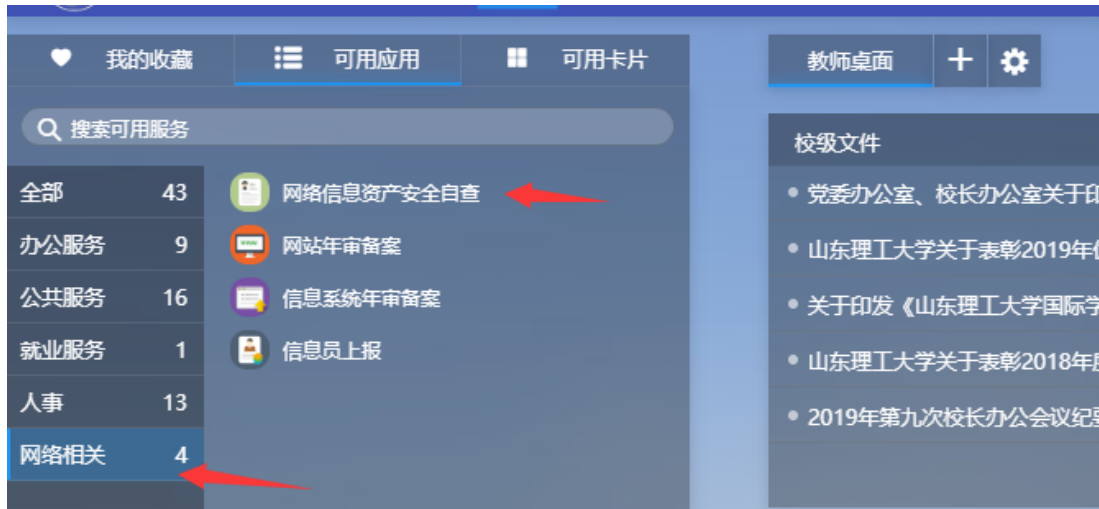 我的收藏
可用应用
可用卡片
搜索可用服务
全部 43
办公服务 9
公共服务 16
就业服务 1
人事 13
网络相关 4
网络信息资产安全自查
网站年审备案
信息系统年审备案
信息员上报
教师桌面
校级文件
党委办公室、校长办公室关于印
山东理工大学关于表彰2019年
关于印发《山东理工大学国际学
山东理工大学关于表彰2018年度
2019年第九次校长办公会议纪要